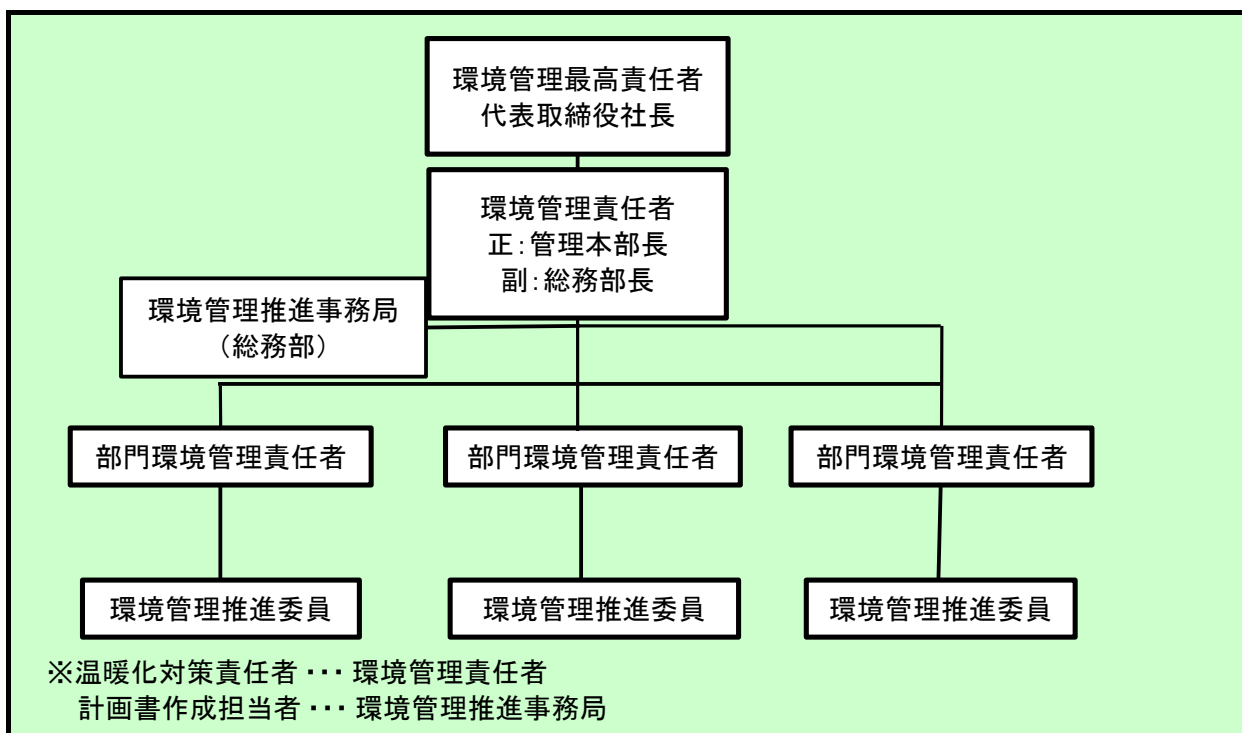 環境管理最高責任者
代表取締役社長
環境管理責任者
正:管理本部長
副:総務部長
環境管理推進事務局
(総務部)
部門環境管理責任者
部門環境管理責任者
部門環境管理責任者
環境管理推進委員
環境管理推進委員
環境管理推進委員
※温暖化対策責任者・・・環境管理責任者
計画書作成担当者・・・環境管理推進事務局